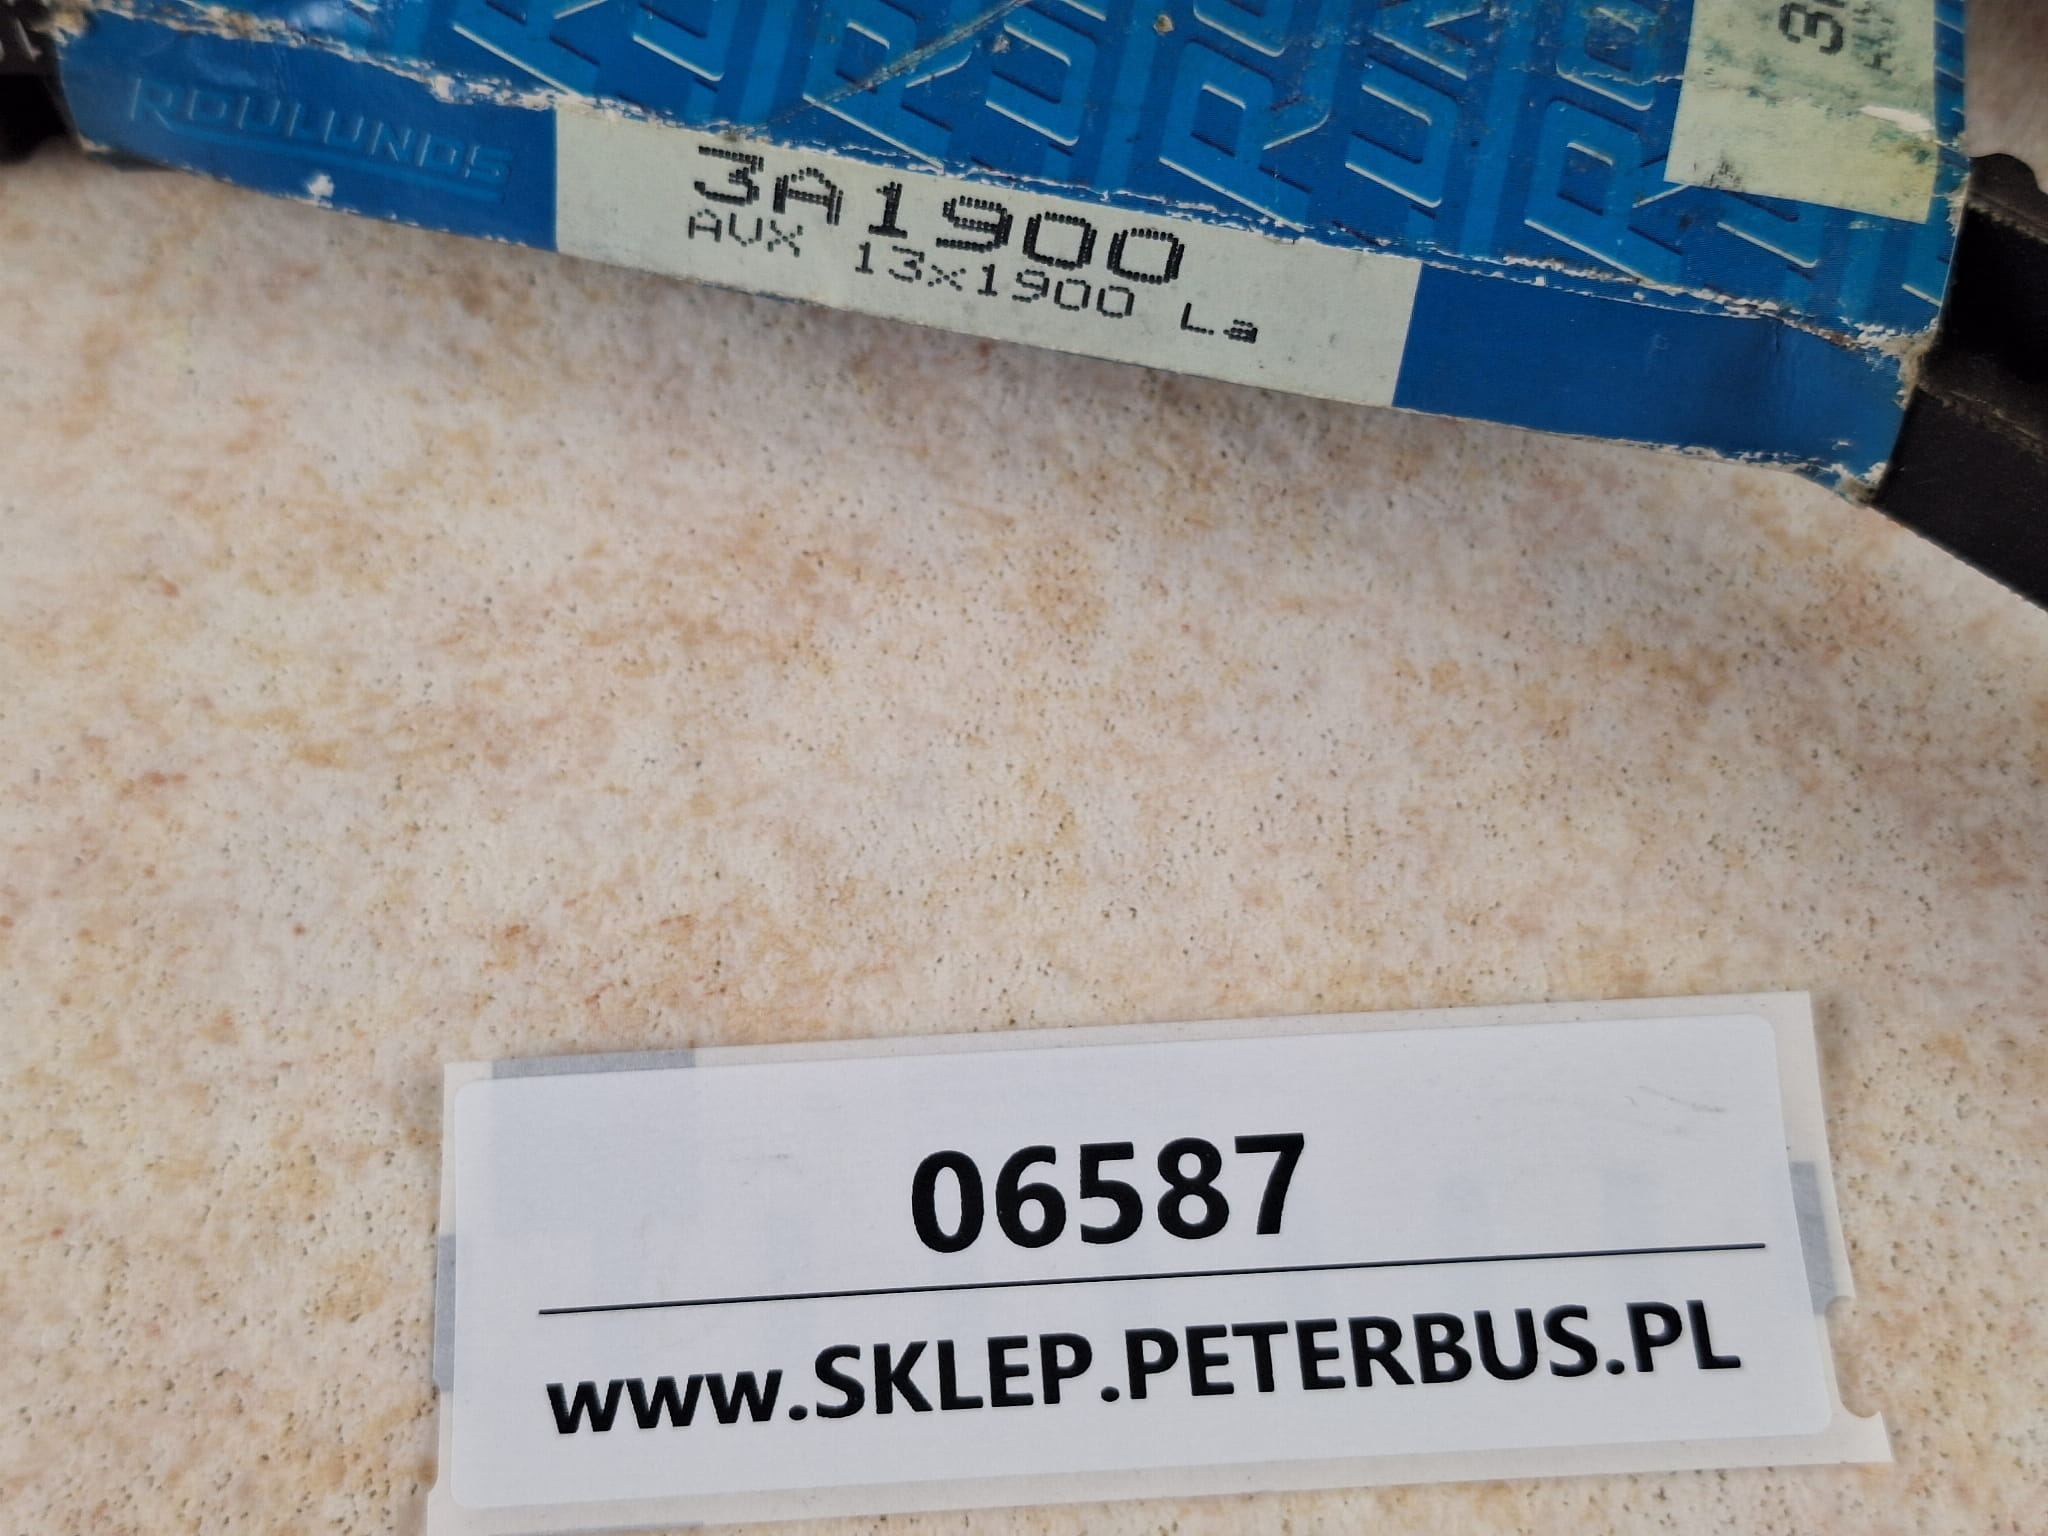 ROULUNDS
3A1900
AVX 13x1900 La
06587
www.SKLEP.PETERBUS.PL